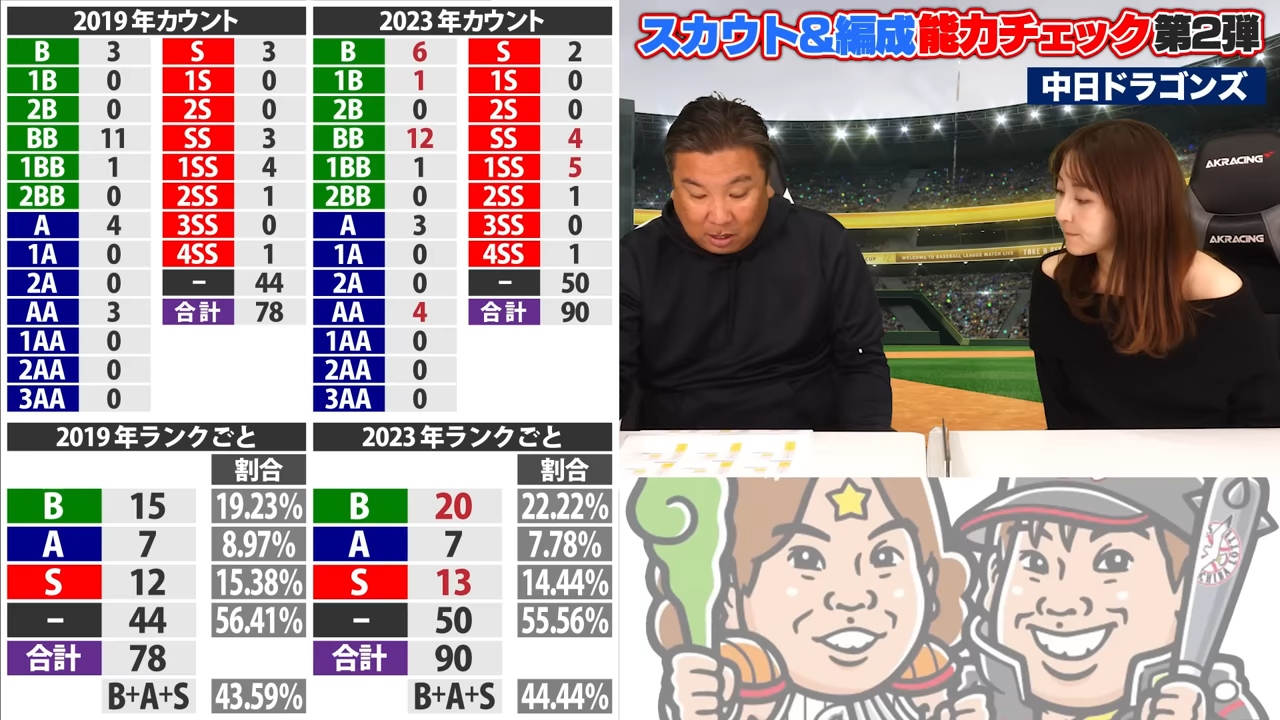 2019年カウント
B 3 S 3
1B 0 1S 0
2B 0 2S 0
BB 11 SS 3
1BB 1 1SS 4
2BB 0 2SS 1
A 4 3SS 0
1A 0 4SS 1
2A 0 － 44
AA 3 合計 78
1AA 0
2AA 0
3AA 0
2023年カウント
B 6 S 2
1B 1 1S 0
2B 0 2S 0
BB 12 SS 4
1BB 1 1SS 5
2BB 0 2SS 1
A 3 3SS 0
1A 0 4SS 1
2A 0 － 50
AA 4 合計 90
1AA 0
2AA 0
3AA 0
2019年ランクごと
割合
B 15 19.23%
A 7 8.97%
S 12 15.38%
－ 44 56.41%
合計 78
B+A+S 43.59%
2023年ランクごと
割合
B 20 22.22%
A 7 7.78%
S 13 14.44%
－ 50 55.56%
合計 90
B+A+S 44.44%
スカウト&編成能力チェック第2弾
中日ドラゴンズ
AKRACING
AKRACING
WELCOME TO BASEBALL LEAGUE MATCH LIVE